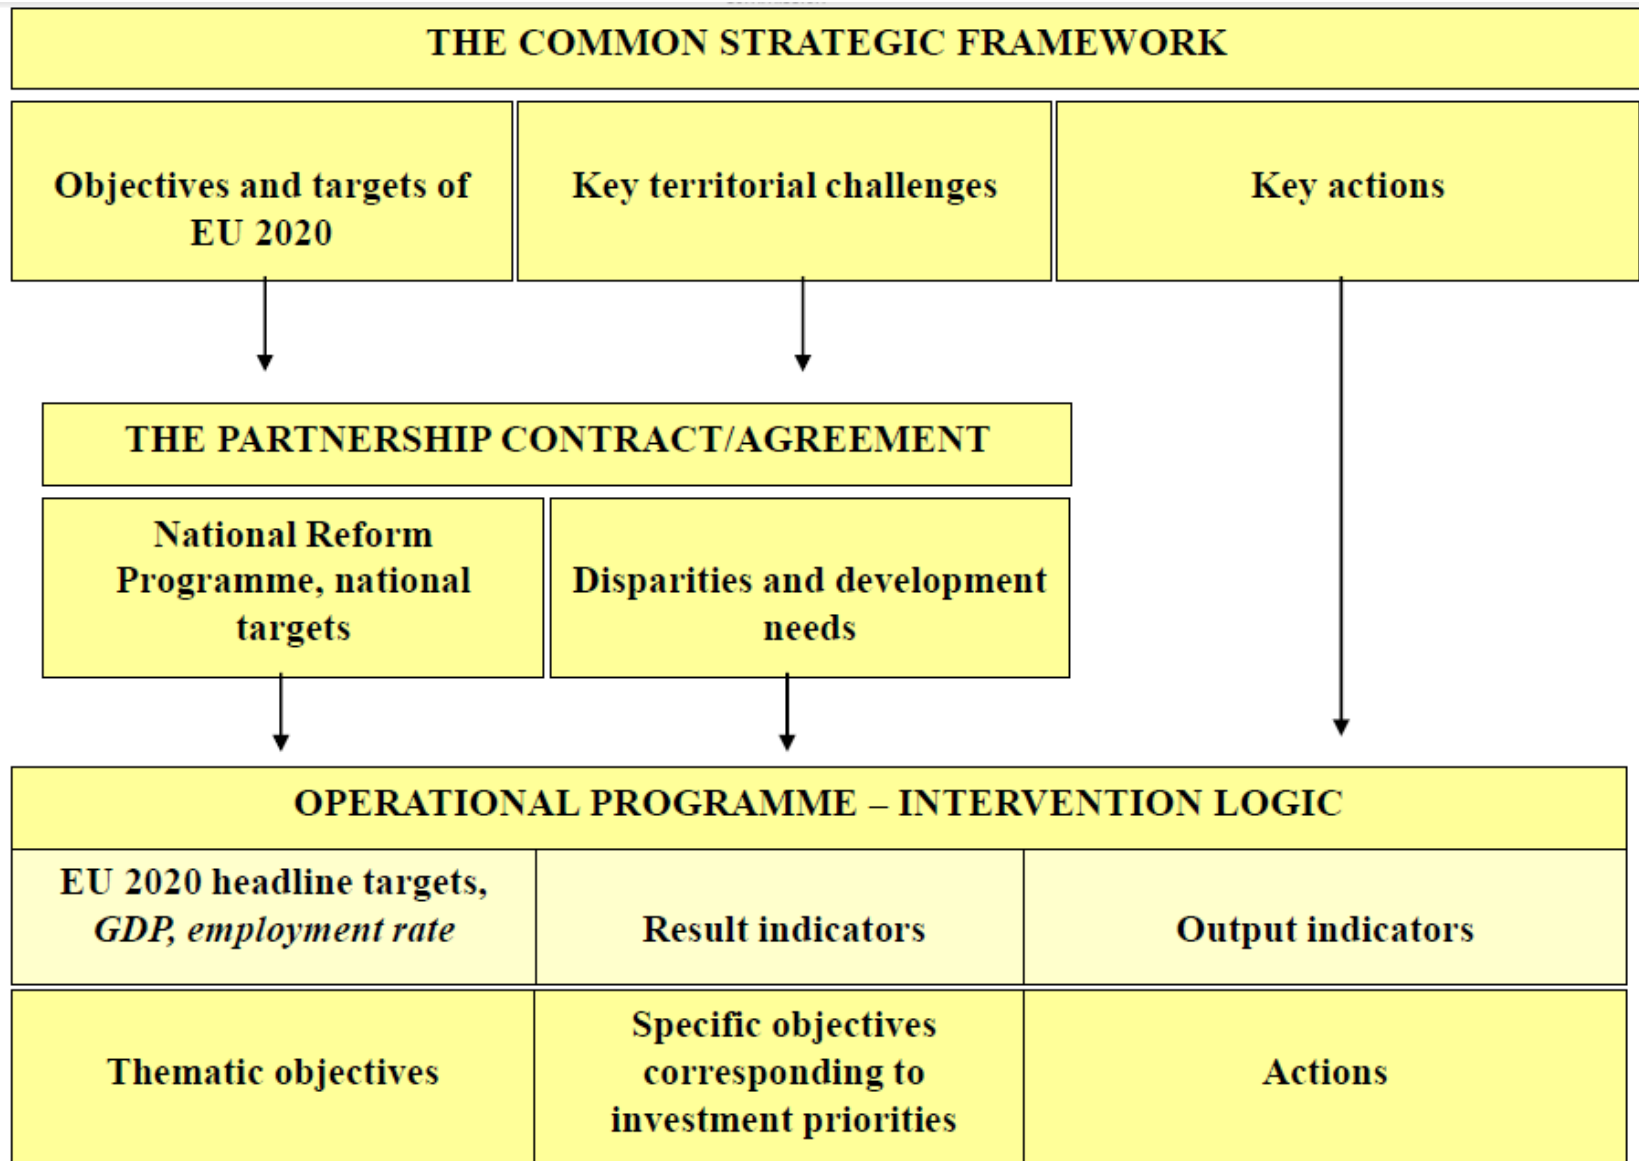 THE COMMON STRATEGIC FRAMEWORK
Objectives and targets of
EU 2020
Key territorial challenges
Key actions
THE PARTNERSHIP CONTRACT/AGREEMENT
National Reform
Programme, national
targets
Disparities and development
needs
OPERATIONAL PROGRAMME – INTERVENTION LOGIC
EU 2020 headline targets,
GDP, employment rate
Result indicators
Output indicators
Thematic objectives
Specific objectives
corresponding to
investment priorities
Actions